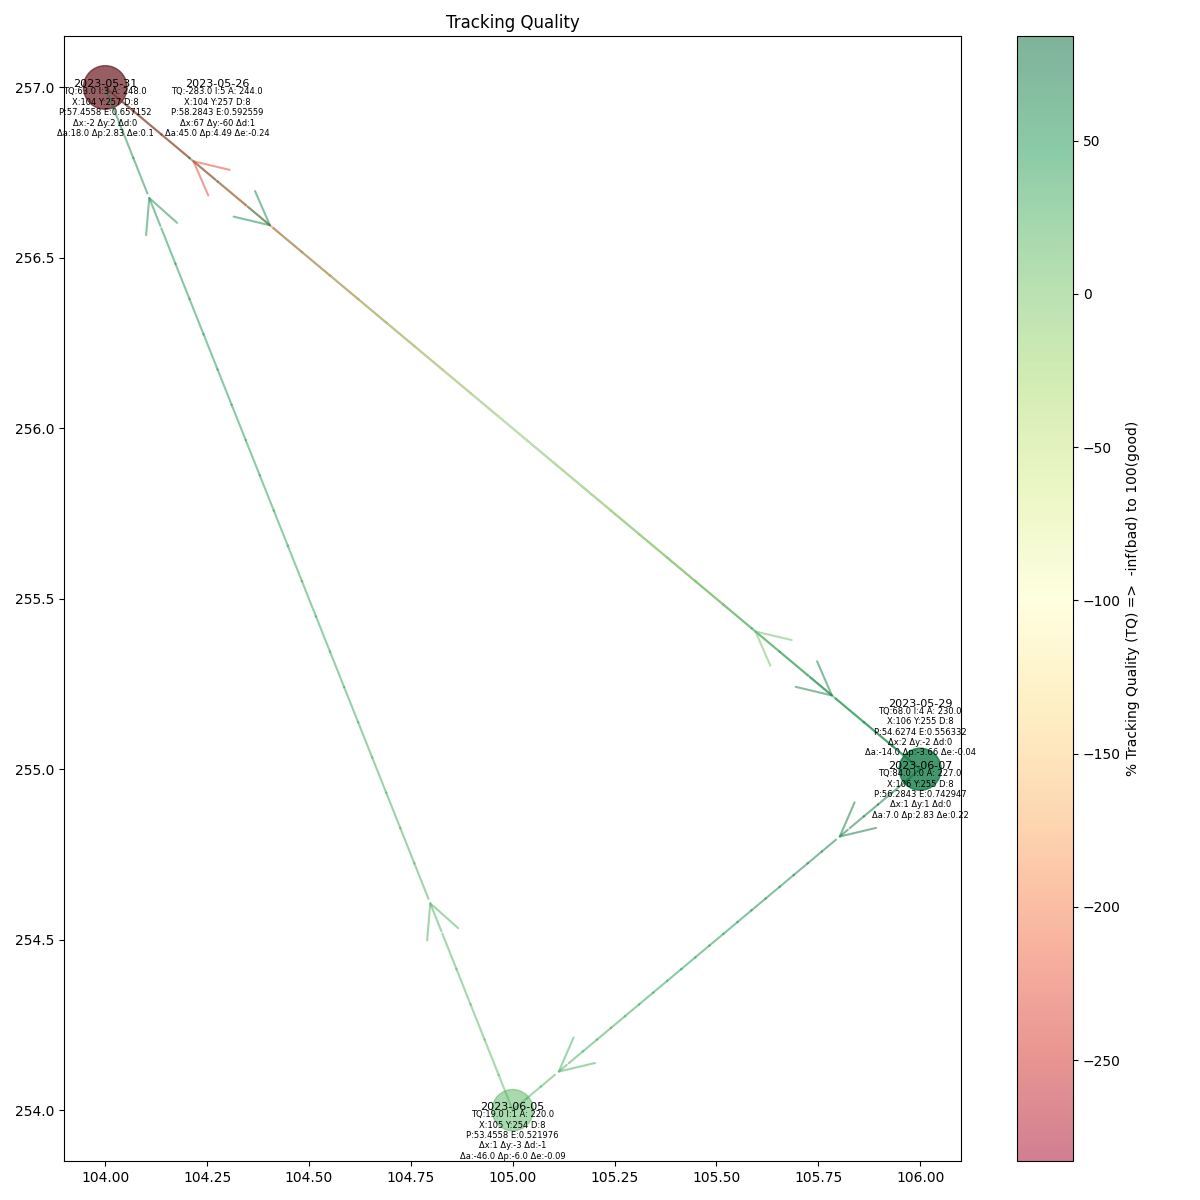 Tracking Quality
257.0
256.5
256.0
255.5
255.0
254.5
254.0
2023-05-31
TQ:63.0 I:3 A: 248.0
X:104 Y:257 D:8
P:57.4558 E:0.657152
Δx:-2 Δy:2 Δd:0
Δa:18.0 Δp:2.83 Δe:0.1
2023-05-26
TQ:-283.0 I:5 A: 244.0
X:104 Y:257 D:8
P:58.2843 E:0.592559
Δx:67 Δy:-60 Δd:1
Δa:45.0 Δp:4.49 Δe:-0.24
2023-05-29
TQ:68.0 I:4 A: 230.0
X:106 Y:255 D:8
P:54.6274 E:0.556332
Δx:2 Δy:-2 Δd:0
Δa:-14.0 Δp:-3.66 Δe:-0.04
2023-06-07
TQ:84.0 I:0 A: 227.0
X:106 Y:255 D:8
P:56.2843 E:0.742947
Δx:1 Δy:1 Δd:0
Δa:7.0 Δp:2.83 Δe:0.22
2023-06-05
TQ:19.0 I:1 A: 220.0
X:105 Y:254 D:8
P:53.4558 E:0.521976
Δx:1 Δy:-3 Δd:-1
Δa:-46.0 Δp:-6.0 Δe:-0.09
104.00 104.25 104.50 104.75 105.00 105.25 105.50 105.75 106.00
50
0
−50
−100
−150
−200
−250
% Tracking Quality (TQ) => -inf(bad) to 100(good)